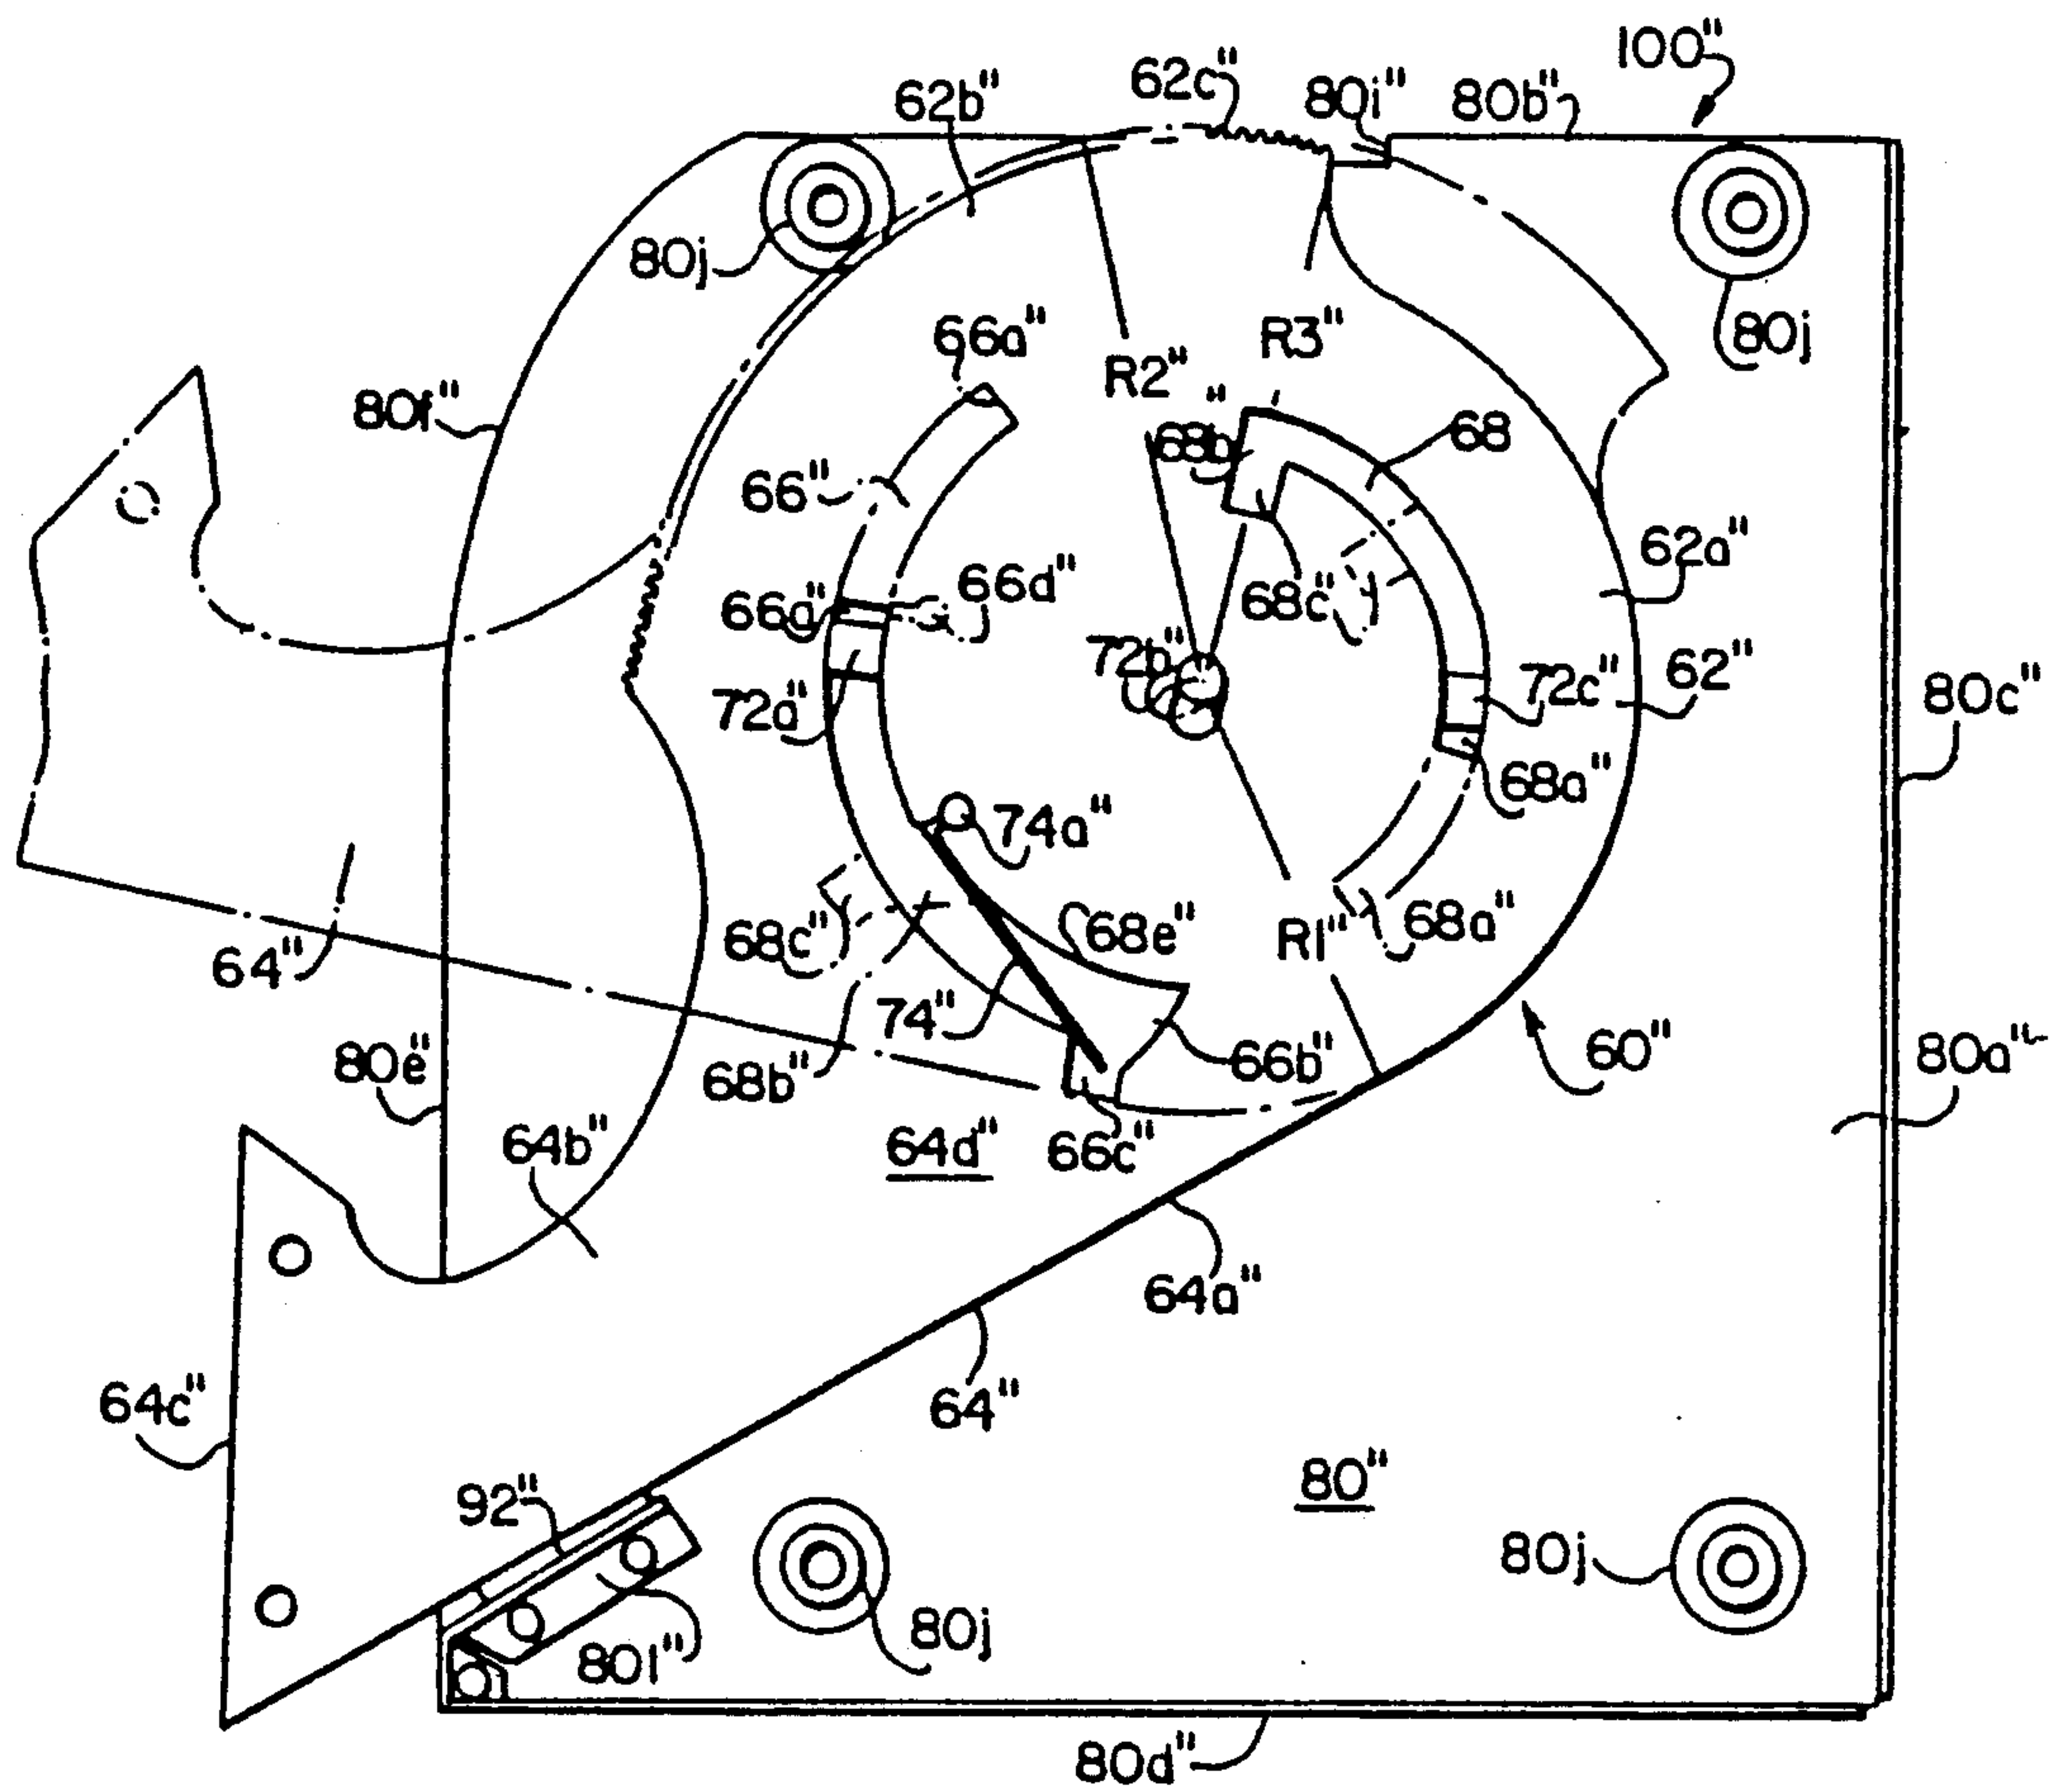 100"
62c"
80i"
80b"
62b"
80j
80j
66a"
R3"
R2"
80f"
68b"
68
66"
62a"
66d"
66a"
68c"
72b"
62"
72c"
72a"
80c"
68a"
74a"
68e"
68a"
R1"
68c"
64"
74"
60"
66b"
80a"
80e"
68b"
64b"
64d"
66c"
64a"
64c"
64"
80"
92"
80j
80j
80l"
80d"